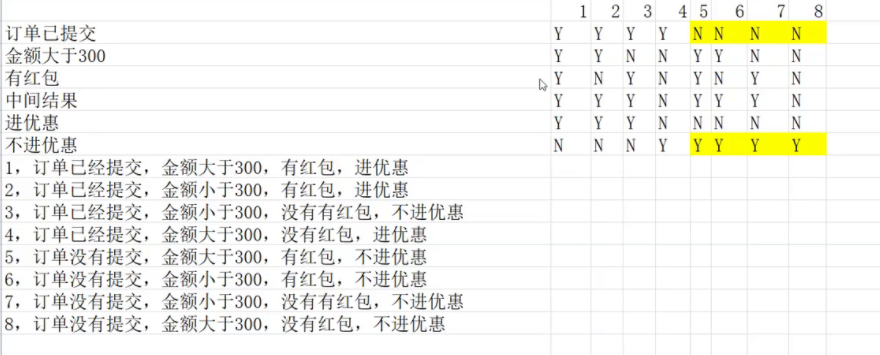 1 2 3 4 5 6 7 8
订单已提交 Y Y Y Y N N N N
金额大于300 Y Y N N Y Y N N
有红包 Y N Y N Y N Y N
中间结果 Y Y Y N Y Y Y N
进优惠 Y Y Y N N N N N
不进优惠 N N N Y Y Y Y Y
1，订单已经提交，金额大于300，有红包，进优惠
2，订单已经提交，金额小于300，有红包，进优惠
3，订单已经提交，金额小于300，没有有红包，不进优惠
4，订单已经提交，金额大于300，没有红包，进优惠
5，订单没有提交，金额大于300，有红包，不进优惠
6，订单没有提交，金额小于300，有红包，不进优惠
7，订单没有提交，金额小于300，没有有红包，不进优惠
8，订单没有提交，金额大于300，没有红包，不进优惠